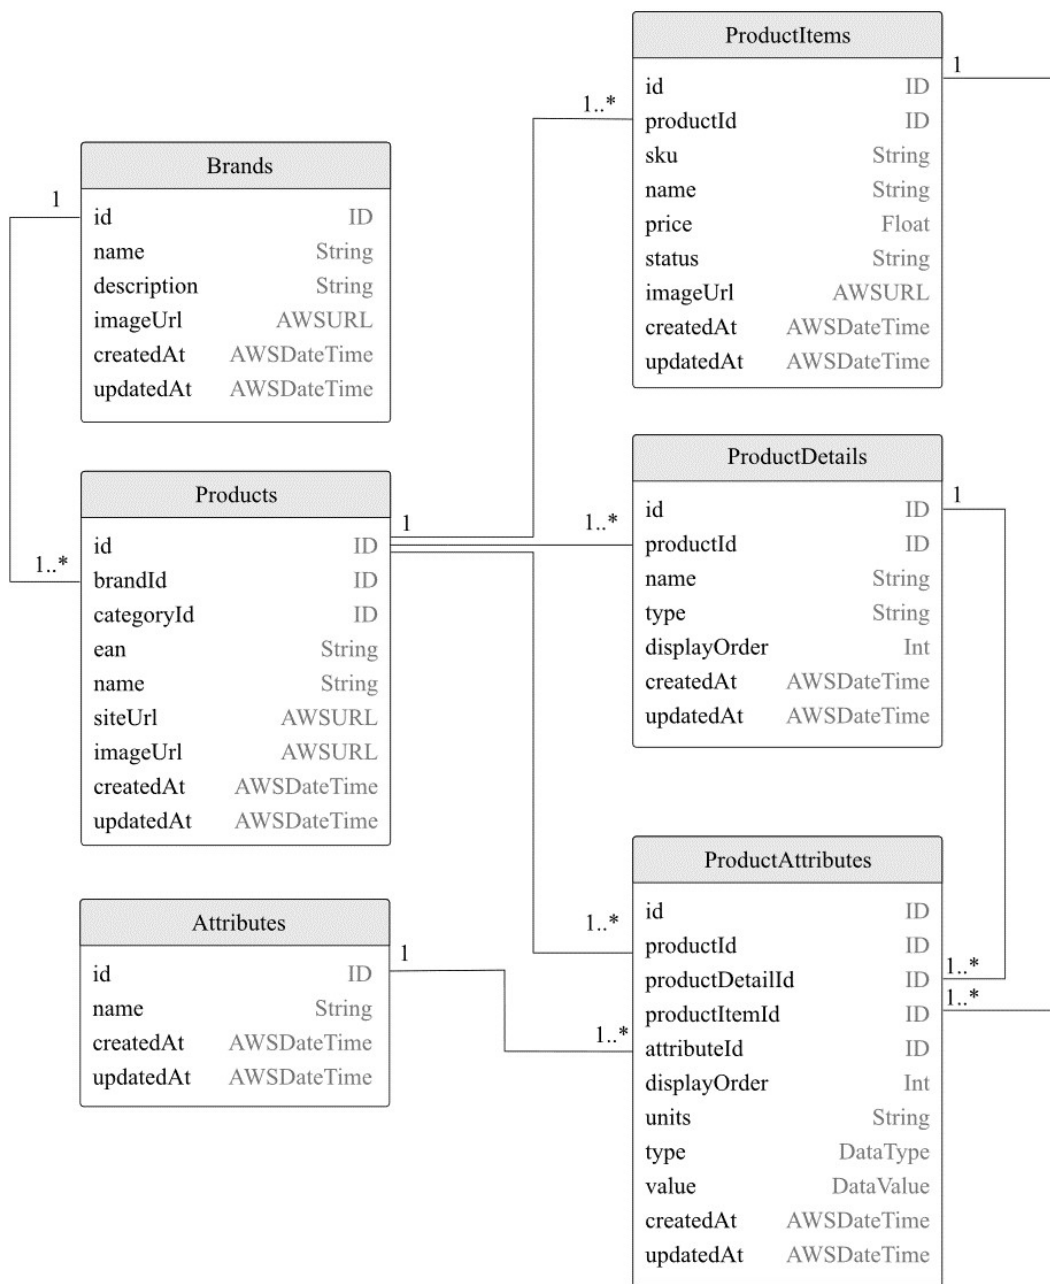 Brands
id ID
name String
description String
imageUrl AWSURL
createdAt AWSDateTime
updatedAt AWSDateTime
1
1..*
Products
id ID
brandId ID
categoryId ID
ean String
name String
siteUrl AWSURL
imageUrl AWSURL
createdAt AWSDateTime
updatedAt AWSDateTime
1
Attributes
id ID
name String
createdAt AWSDateTime
updatedAt AWSDateTime
1
ProductItems
id ID
productId ID
sku String
name String
price Float
status String
imageUrl AWSURL
createdAt AWSDateTime
updatedAt AWSDateTime
1
1..*
ProductDetails
id ID
productId ID
name String
type String
displayOrder Int
createdAt AWSDateTime
updatedAt AWSDateTime
1
1..*
ProductAttributes
id ID
productId ID
productDetailId ID
productItemId ID
attributeId ID
displayOrder Int
units String
type DataType
value DataValue
createdAt AWSDateTime
updatedAt AWSDateTime
1..*
1..*
1..*
1..*